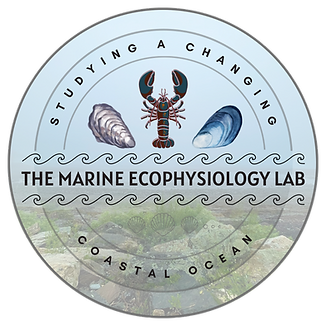 STUDYING A CHANGING
THE MARINE ECOPHYSIOLOGY LAB
COASTAL OCEAN